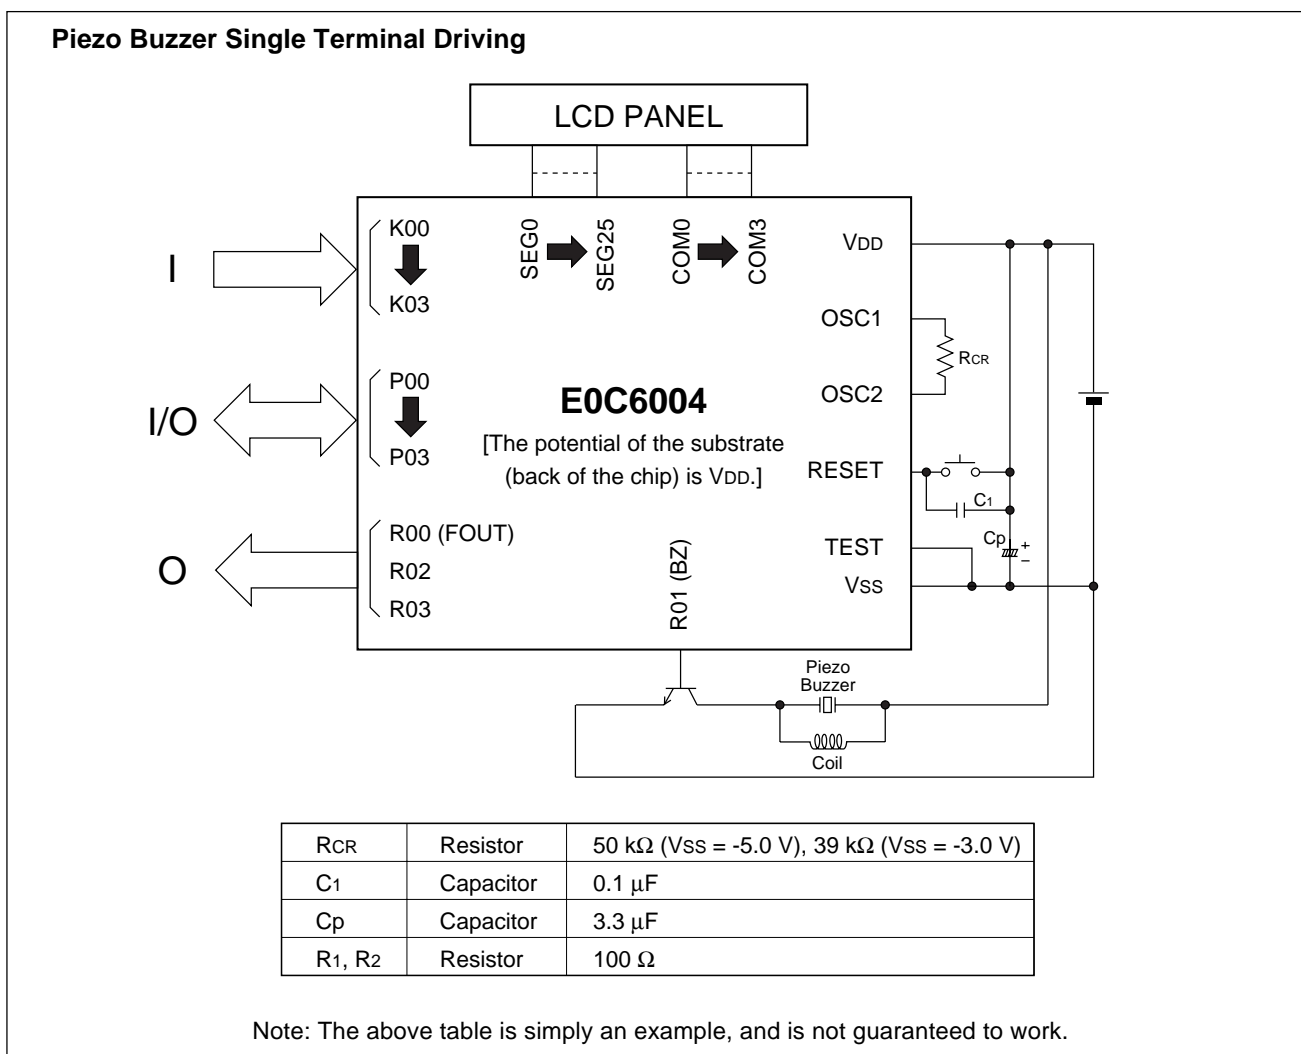 Piezo Buzzer Single Terminal Driving
LCD PANEL
SEG0
SEG25
COM0
COM3
I
K00
K03
I/O
P00
P03
O
R00 (FOUT)
R02
R03
E0C6004
[The potential of the substrate
(back of the chip) is VDD.]
R01 (BZ)
VDD
OSC1
OSC2
RESET
TEST
VSS
RCR
C1
Cp
+
–
Piezo
Buzzer
Coil
RCR Resistor 50 kΩ (VSS = -5.0 V), 39 kΩ (VSS = -3.0 V)
C1 Capacitor 0.1 µF
Cp Capacitor 3.3 µF
R1, R2 Resistor 100 Ω
Note: The above table is simply an example, and is not guaranteed to work.